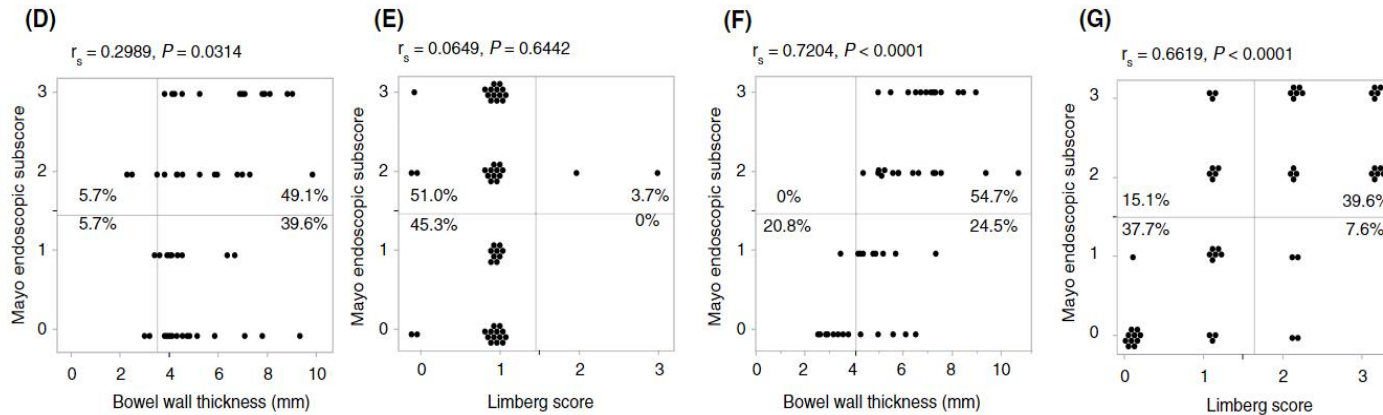 (D)
r_s = 0.2989, P = 0.0314
Mayo endoscopic subscore
3
2
5.7% 49.1%
5.7% 39.6%
1
0
0 2 4 6 8 10
Bowel wall thickness (mm)
(E)
r_s = 0.0649, P = 0.6442
Mayo endoscopic subscore
3
2
51.0% 3.7%
45.3% 0%
1
0
0 1 2 3
Limberg score
(F)
r_s = 0.7204, P < 0.0001
Mayo endoscopic subscore
3
2
0% 54.7%
20.8% 24.5%
1
0
0 2 4 6 8 10
Bowel wall thickness (mm)
(G)
r_s = 0.6619, P < 0.0001
Mayo endoscopic subscore
3
2
15.1% 39.6%
37.7% 7.6%
1
0
0 1 2 3
Limberg score